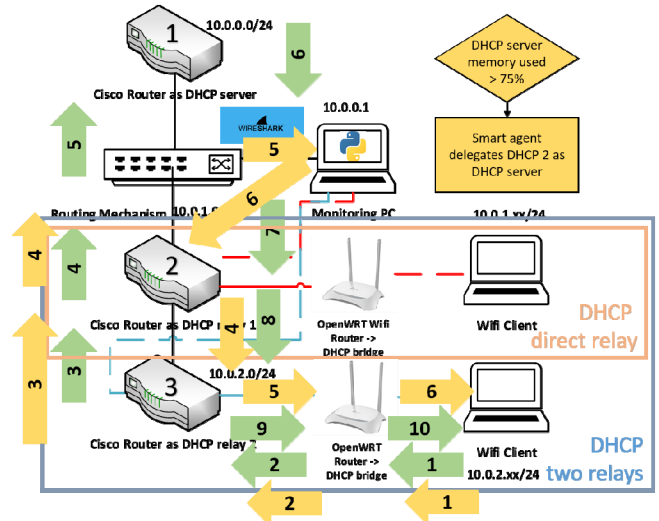 10.0.0.0/24
1
6
Cisco Router as DHCP server
DHCP server
memory used
> 75%
10.0.0.1
WIRESHARK
5
5
Smart agent
delegates DHCP 2 as
DHCP server
6
Routing Mechanism
10.0.1.
Monitoring PC
10.0.1.xx/24
7
4
4
2
Cisco Router as DHCP
1
4
8
OpenWRT Wifi
Router ->
DHCP bridge
Wifi Client
DHCP
direct relay
3
3
3
10.0.2.0/24
5
6
Cisco Router as DHCP relay
9
10
OpenWRT
Router ->
DHCP bridge
Wifi Client
10.0.2.xx/24
2
1
DHCP
two relays
2
1